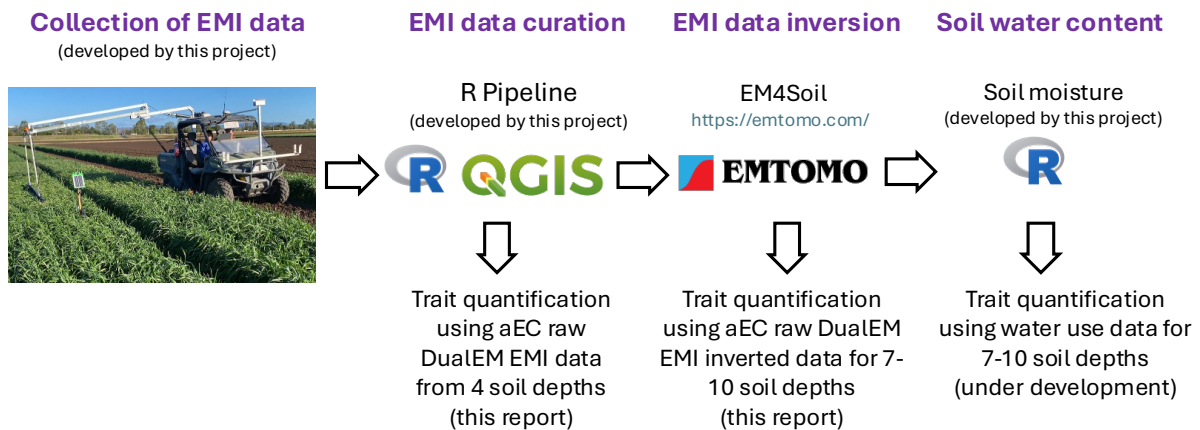 Collection of EMI data
(developed by this project)
EMI data curation
R Pipeline
(developed by this project)
R QGIS
Trait quantification
using aEC raw
DualEM EMI data
from 4 soil depths
(this report)
EMI data inversion
EM4Soil
https://emtomo.com/
EMTOMO
Trait quantification
using aEC raw DualEM
EMI inverted data for 7-
10 soil depths
(this report)
Soil water content
Soil moisture
(developed by this project)
R
Trait quantification
using water use data for
7-10 soil depths
(under development)